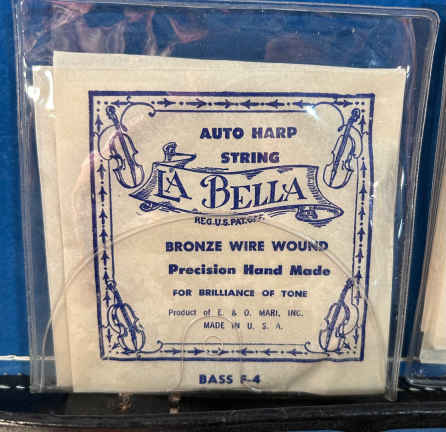 AUTO HARP
STRING
LA BELLA
REG.U.S.PAT.OFF.
BRONZE WIRE WOUND
Precision Hand Made
FOR BRILLIANCE OF TONE
Product of E. & O. MARI, INC.
MADE IN U. S. A.
BASS F-4